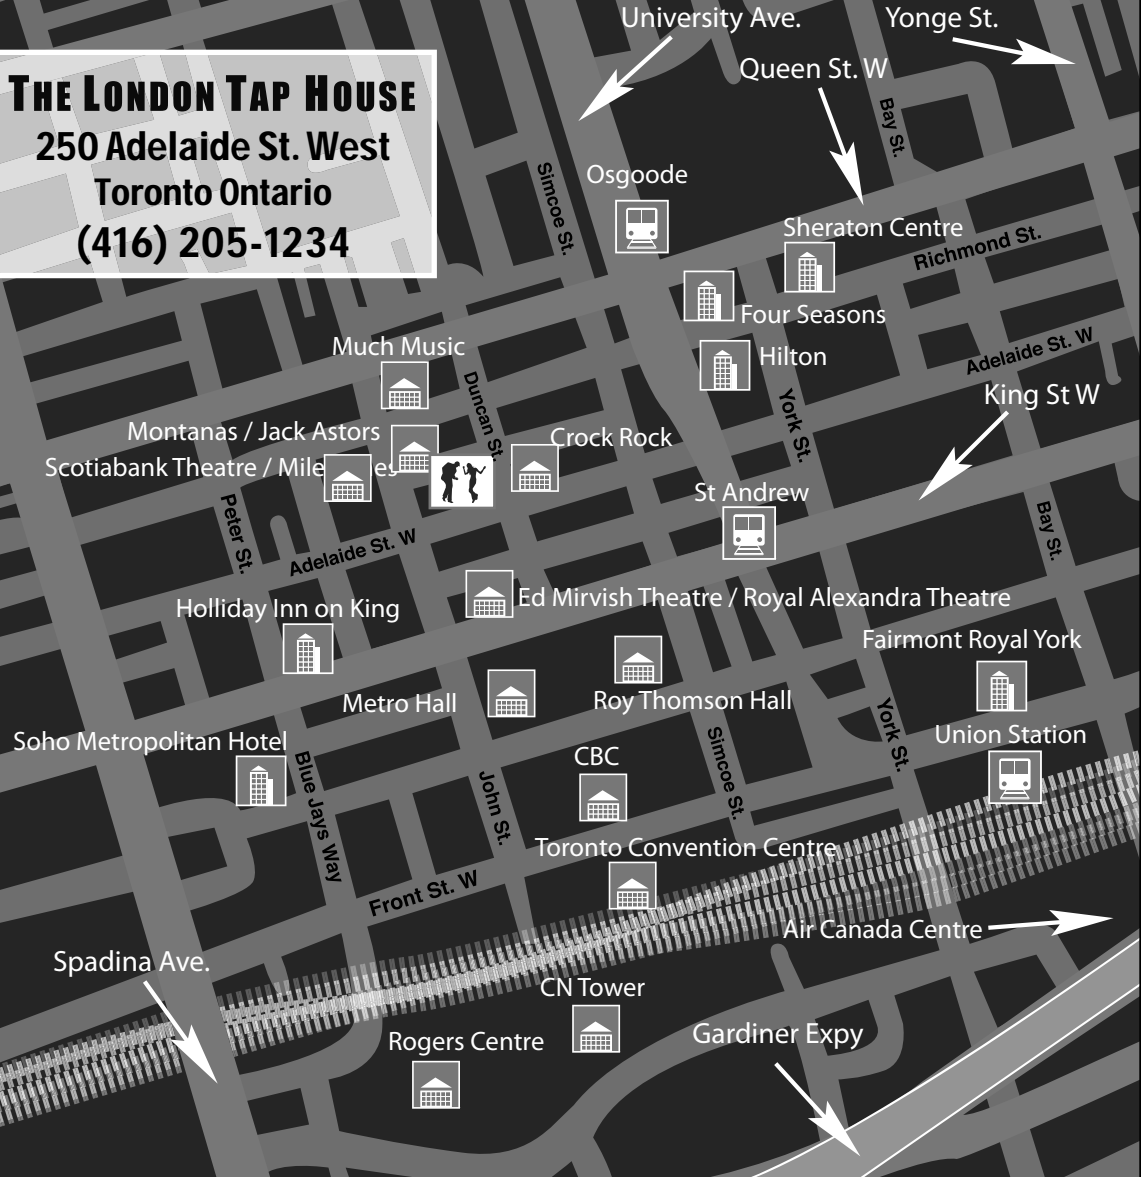 University Ave.
Yonge St.
Queen St. W
THE LONDON TAP HOUSE
250 Adelaide St. West
Toronto Ontario
(416) 205-1234
Bay St.
Simcoe St.
Osgoode
Sheraton Centre
Richmond St.
Four Seasons
Much Music
Hilton
Adelaide St. W
Duncan St.
King St W
York St.
Montanas / Jack Astors
Crock Rock
Scotiabank Theatre /
St Andrew
Peter St.
Bay St.
Adelaide St. W
Holliday Inn on King
Ed Mirvish Theatre / Royal Alexandra Theatre
Fairmont Royal York
Metro Hall
Roy Thomson Hall
York St.
Union Station
Soho Metropolitan Hotel
Simcoe St.
CBC
Blue Jays Way
John St.
Toronto Convention Centre
Front St. W
Air Canada Centre
Spadina Ave.
CN Tower
Gardiner Expy
Rogers Centre